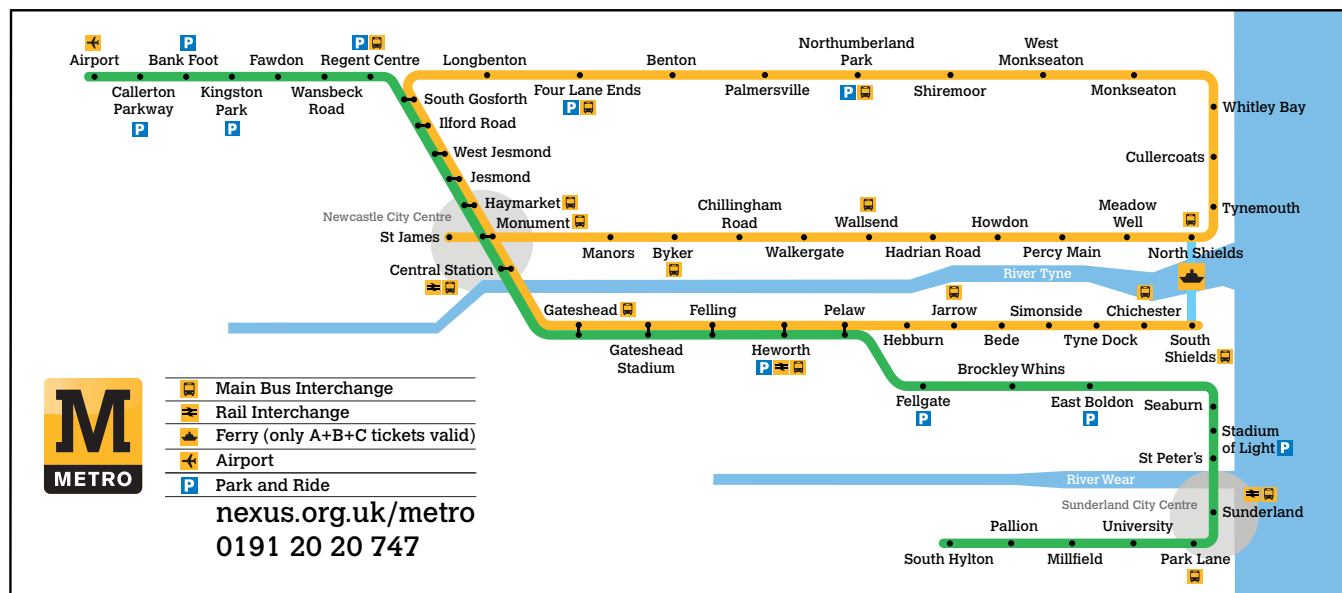 Airport
Callerton
Parkway
P
Bank Foot
P
Kingston
Park
P
Fawdon
Wansbeck
Road
Regent Centre
P
South Gosforth
Ilford Road
West Jesmond
Jesmond
Haymarket
Newcastle City Centre
Monument
St James
Central Station
Longbenton
Four Lane Ends
P
Benton
Palmersville
Northumberland
Park
P
Shiremoor
West
Monkseaton
Monkseaton
Whitley Bay
Cullercoats
Tynemouth
North Shields
Meadow
Well
Percy Main
Howdon
Hadrian Road
Wallsend
Walkergate
Chillingham
Road
Byker
Manors
River Tyne
Gateshead
Gateshead
Stadium
Felling
Heworth
P
Pelaw
Hebburn
Jarrow
Bede
Simonside
Tyne Dock
Chichester
South
Shields
Fellgate
P
Brockley Whins
East Boldon
P
Seaburn
Stadium
of Light P
St Peter's
River Wear
Sunderland City Centre
Sunderland
Park Lane
University
Millfield
Pallion
South Hylton
M
METRO
Main Bus Interchange
Rail Interchange
Ferry (only A+B+C tickets valid)
Airport
P Park and Ride
nexus.org.uk/metro
0191 20 20 747